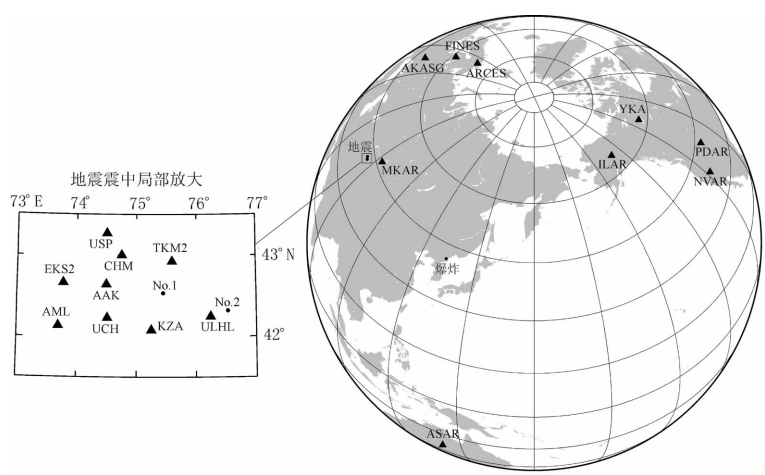 地震震中局部放大
73°E
74°
75°
76°
77°
USP
CHM
TKM2
43°N
EKS2
AAK
No.1
No.2
AML
UCH
KZA
ULHL
42°
FINES
AKASG
ARCES
YKA
地震
MKAR
ILAR
PDAR
NVAR
爆炸
ASAR